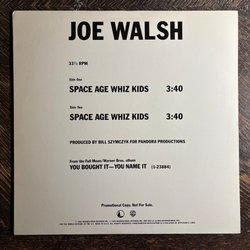 JOE WALSH
33⅓ RPM
Side One
SPACE AGE WHIZ KIDS 3:40
Side Two
SPACE AGE WHIZ KIDS 3:40
PRODUCED BY BILL SZYMCZYK FOR PANDORA PRODUCTIONS
From the Full Moon/Warner Bros. album
YOU BOUGHT IT—YOU NAME IT (1-23884)
Promotional Copy. Not For Sale.